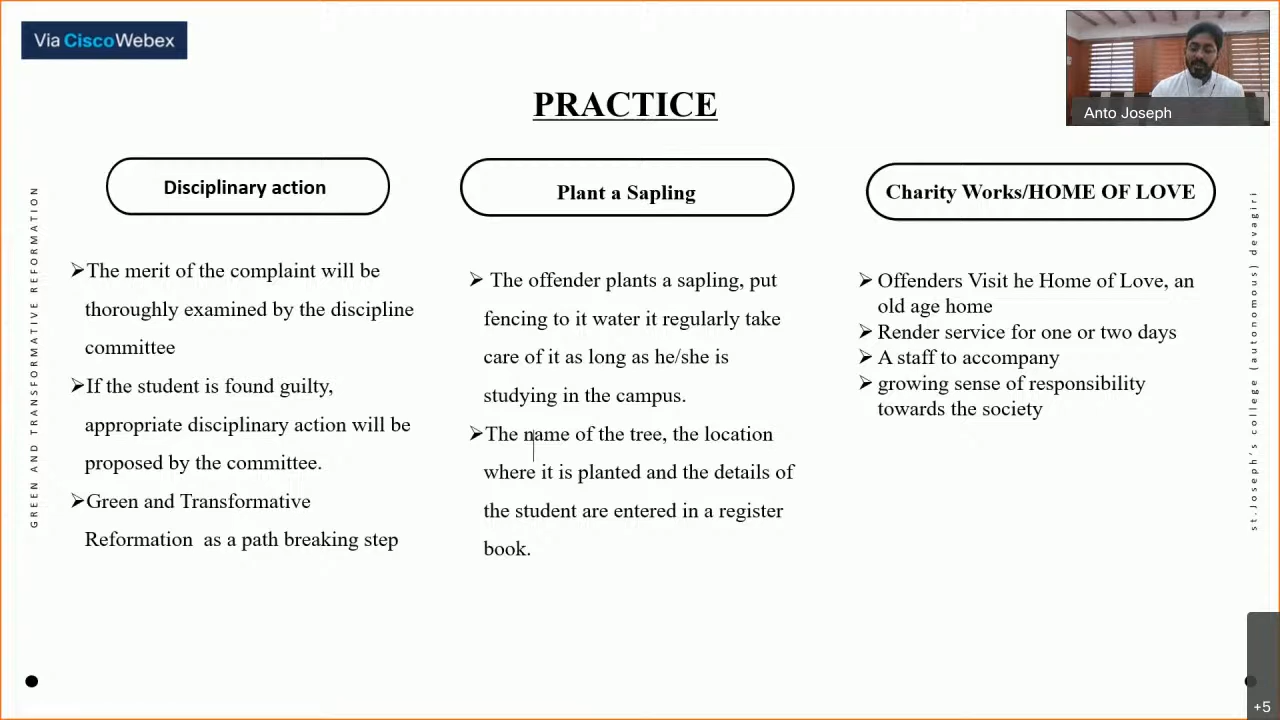 Via CiscoWebex
Anto Joseph
PRACTICE
Disciplinary action
➢The merit of the complaint will be
thoroughly examined by the discipline
committee
➢If the student is found guilty,
appropriate disciplinary action will be
proposed by the committee.
➢Green and Transformative
Reformation as a path breaking step
Plant a Sapling
➢ The offender plants a sapling, put
fencing to it water it regularly take
care of it as long as he/she is
studying in the campus.
➢The name of the tree, the location
where it is planted and the details of
the student are entered in a register
book.
Charity Works/HOME OF LOVE
➢ Offenders Visit he Home of Love, an
old age home
➢ Render service for one or two days
➢ A staff to accompany
➢ growing sense of responsibility
towards the society
GREEN AND TRANSFORMATIVE REFORMATION
st.Joseph's college (autonomous) devagiri
+5